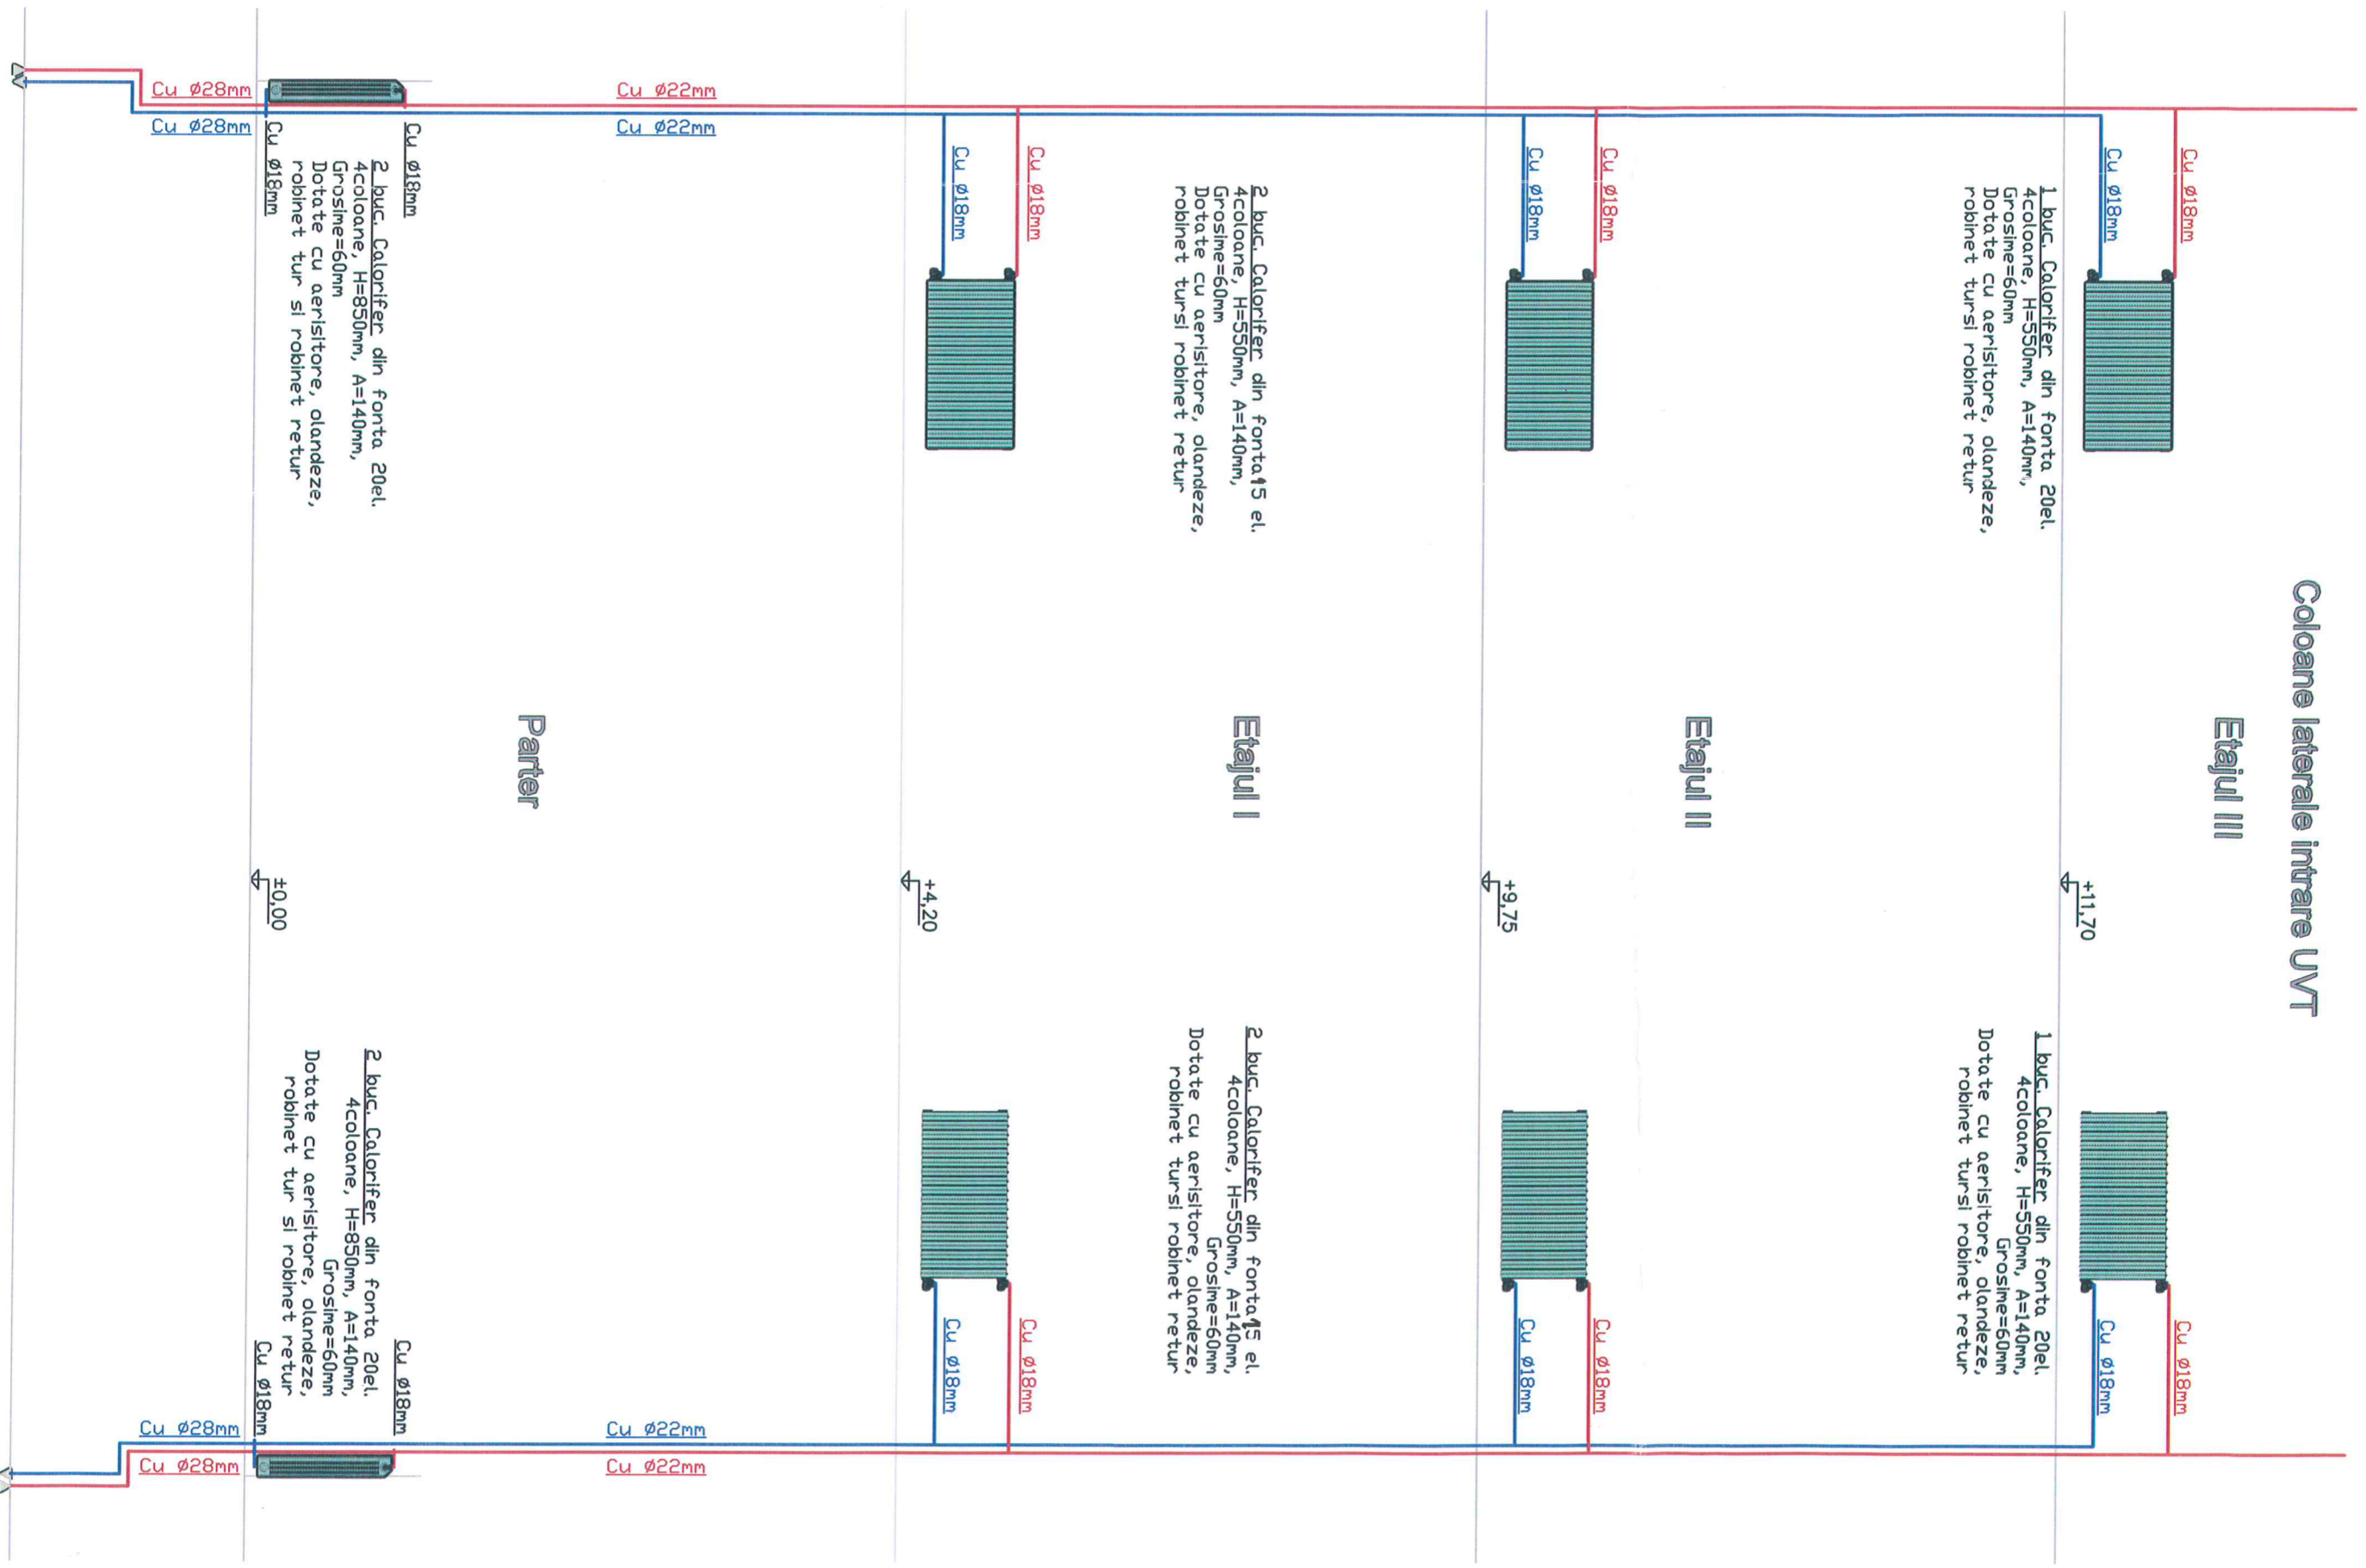 Coloane laterale intrare UVT
Etajul III
Cu Ø18mm
Cu Ø18mm
Cu Ø18mm
Cu Ø18mm
+11,70
1 buc. Calorifer din fonta 20el.
4coloane, H=550mm, A=140mm,
Grosime=60mm
Dotate cu aerisitore, olandeze,
robinet tursi robinet retur
1 buc. Calorifer din fonta 20el.
4coloane, H=550mm, A=140mm,
Grosime=60mm
Dotate cu aerisitore, olandeze,
robinet tursi robinet retur
Etajul II
Cu Ø18mm
Cu Ø18mm
Cu Ø18mm
Cu Ø18mm
+9,75
2 buc. Calorifer din fonta15 el.
4coloane, H=550mm, A=140mm,
Grosime=60mm
Dotate cu aerisitore, olandeze,
robinet tursi robinet retur
Etajul I
2 buc. Calorifer din fonta15 el.
4coloane, H=550mm, A=140mm,
Grosime=60mm
Dotate cu aerisitore, olandeze,
robinet tursi robinet retur
Cu Ø18mm
Cu Ø18mm
Cu Ø18mm
Cu Ø18mm
+4,20
Cu Ø22mm
Cu Ø22mm
Cu Ø22mm
Cu Ø22mm
Parter
Cu Ø18mm
Cu Ø18mm
2 buc. Calorifer din fonta 20el.
4coloane, H=850mm, A=140mm,
Grosime=60mm
Dotate cu aerisitore, olandeze,
robinet tur si robinet retur
2 buc. Calorifer din fonta 20el.
4coloane, H=850mm, A=140mm,
Grosime=60mm
Dotate cu aerisitore, olandeze,
robinet tur si robinet retur
Cu Ø18mm
±0,00
Cu Ø18mm
Cu Ø28mm
Cu Ø28mm
Cu Ø28mm
Cu Ø28mm